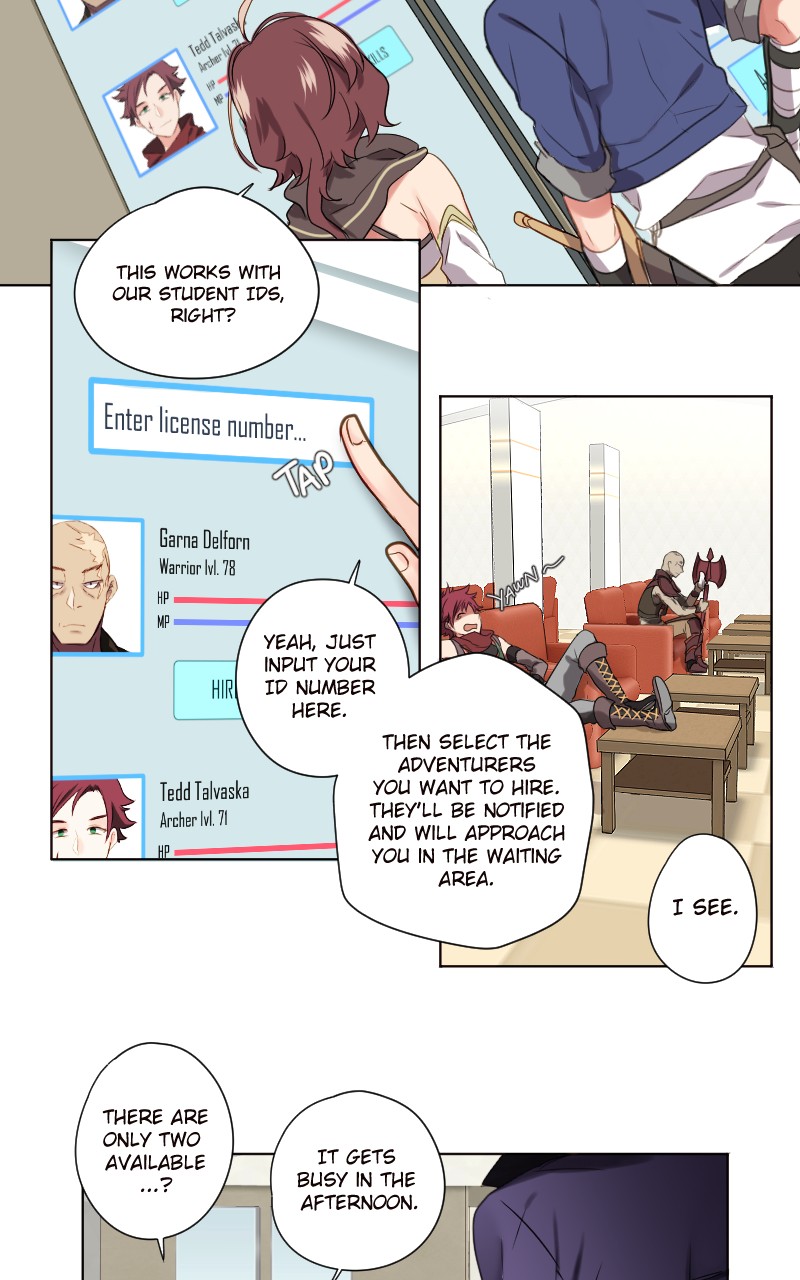 Tedd Talvask
Archer lvl. 71
HP
MP
THIS WORKS WITH
OUR STUDENT IDS,
RIGHT?
Enter license number...
TAP
Garna Delforn
Warrior lvl. 78
HP
MP
HIR
YEAH, JUST
INPUT YOUR
ID NUMBER
HERE.
Tedd Talvaska
Archer lvl. 71
HP
YAWN~
THEN SELECT THE
ADVENTURERS
YOU WANT TO HIRE.
THEY'LL BE NOTIFIED
AND WILL APPROACH
YOU IN THE WAITING
AREA.
I SEE.
THERE ARE
ONLY TWO
AVAILABLE
...?
IT GETS
BUSY IN THE
AFTERNOON.